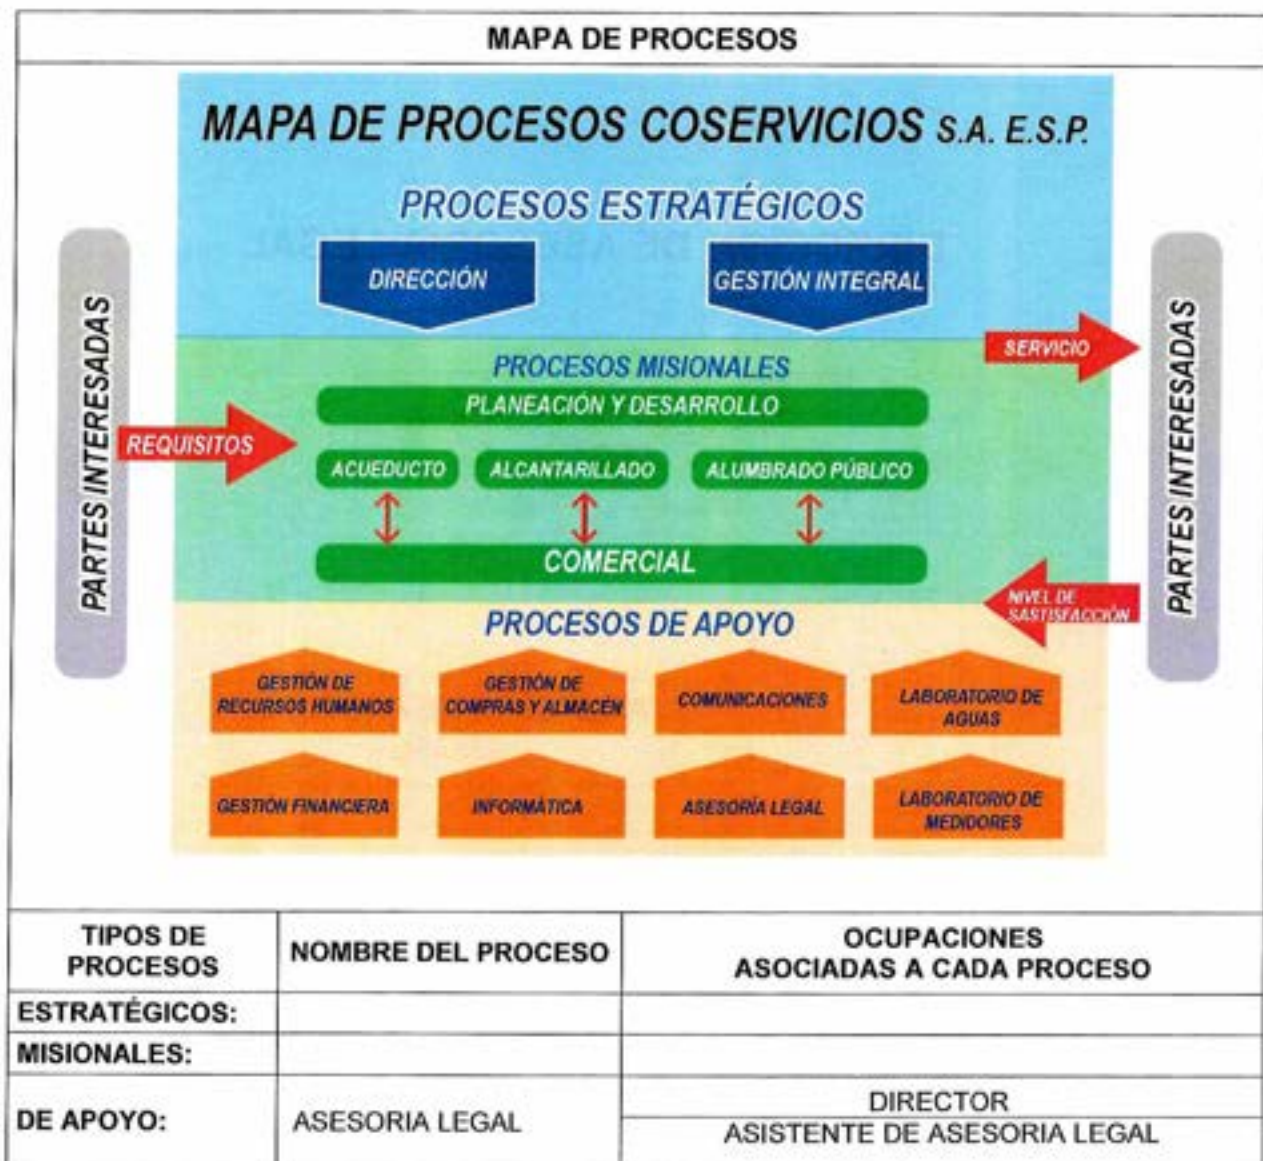 MAPA DE PROCESOS
MAPA DE PROCESOS COSERVICIOS S.A. E.S.P.
PROCESOS ESTRATÉGICOS
DIRECCIÓN
GESTIÓN INTEGRAL
PARTES INTERESADAS
REQUISITOS
PROCESOS MISIONALES
PLANEACIÓN Y DESARROLLO
ACUEDUCTO
ALCANTARILLADO
ALUMBRADO PÚBLICO
COMERCIAL
SERVICIO
PARTES INTERESADAS
NIVEL DE
SASTISFACCIÓN
PROCESOS DE APOYO
GESTIÓN DE
RECURSOS HUMANOS
GESTIÓN DE
COMPRAS Y ALMACÉN
COMUNICACIONES
LABORATORIO DE
AGUAS
GESTIÓN FINANCIERA
INFORMÁTICA
ASESORÍA LEGAL
LABORATORIO DE
MEDIDORES
TIPOS DE
PROCESOS
NOMBRE DEL PROCESO
OCUPACIONES
ASOCIADAS A CADA PROCESO
ESTRATÉGICOS:
MISIONALES:
DE APOYO:
ASESORIA LEGAL
DIRECTOR
ASISTENTE DE ASESORIA LEGAL